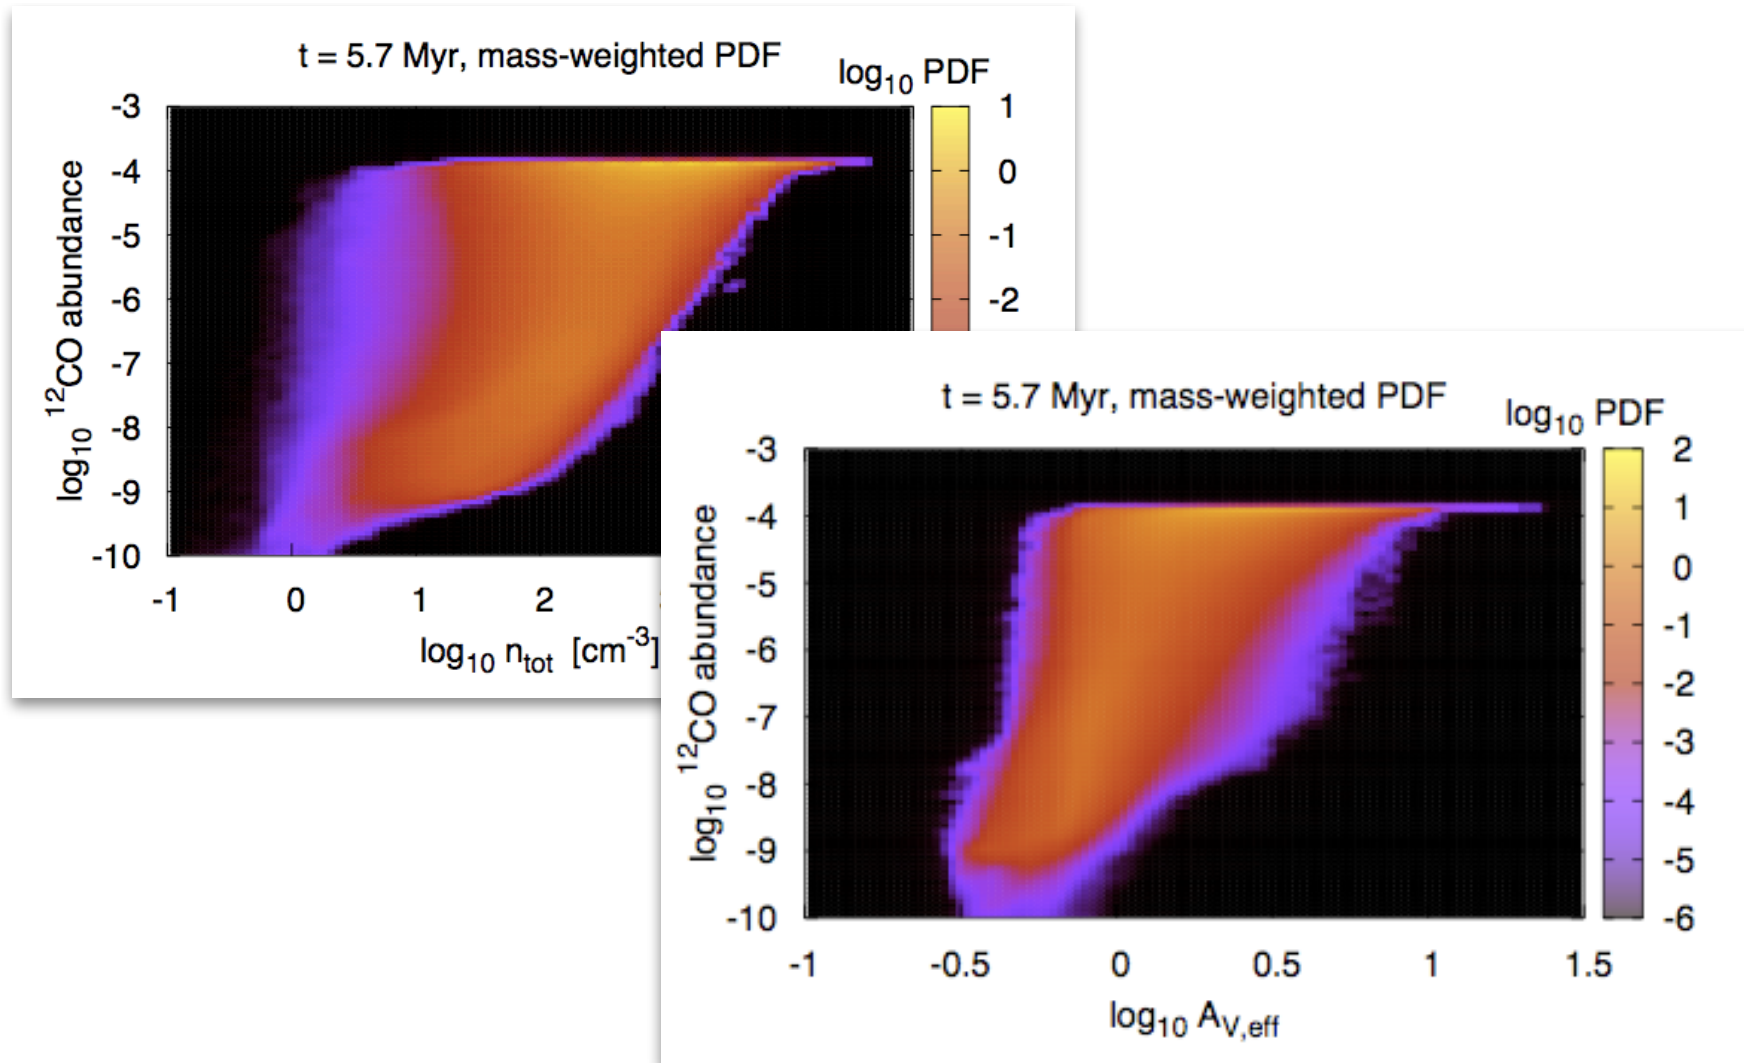 t = 5.7 Myr, mass-weighted PDF
log10 PDF
-3
-4
-5
-6
-7
-8
-9
-10
log10 12CO abundance
1
0
-1
-2
-1 0 1 2
log10 ntot [cm-3]
t = 5.7 Myr, mass-weighted PDF
log10 PDF
-3
-4
-5
-6
-7
-8
-9
-10
log10 12CO abundance
2
1
0
-1
-2
-3
-4
-5
-6
-1 -0.5 0 0.5 1 1.5
log10 AV,eff